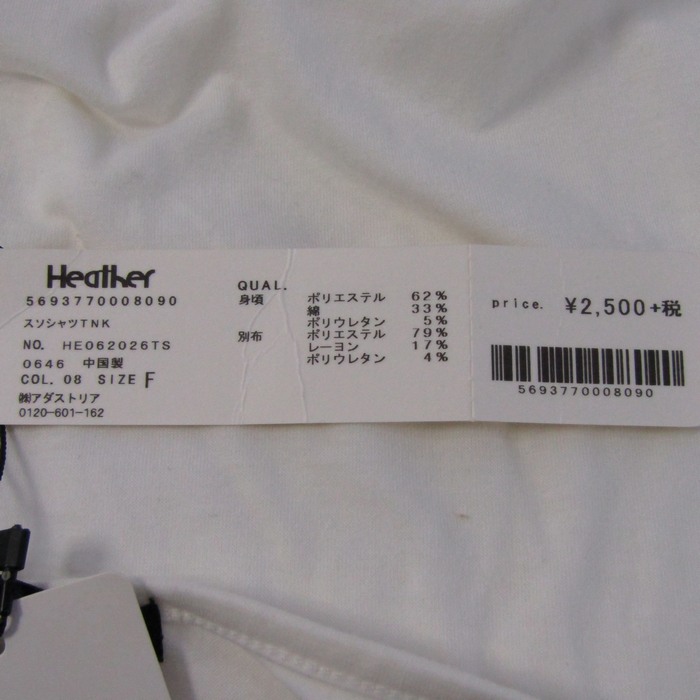 Heather
5693770008090
スソシャツTNK
NO. HE062026TS
0646 中国製
COL. 08 SIZE F
㈱アダストリア
0120-601-162
QUAL.
身頃 ポリエステル 62%
綿 33%
ポリウレタン 5%
別布 ポリエステル 79%
レーヨン 17%
ポリウレタン 4%
price. ¥2,500+税
5693770008090